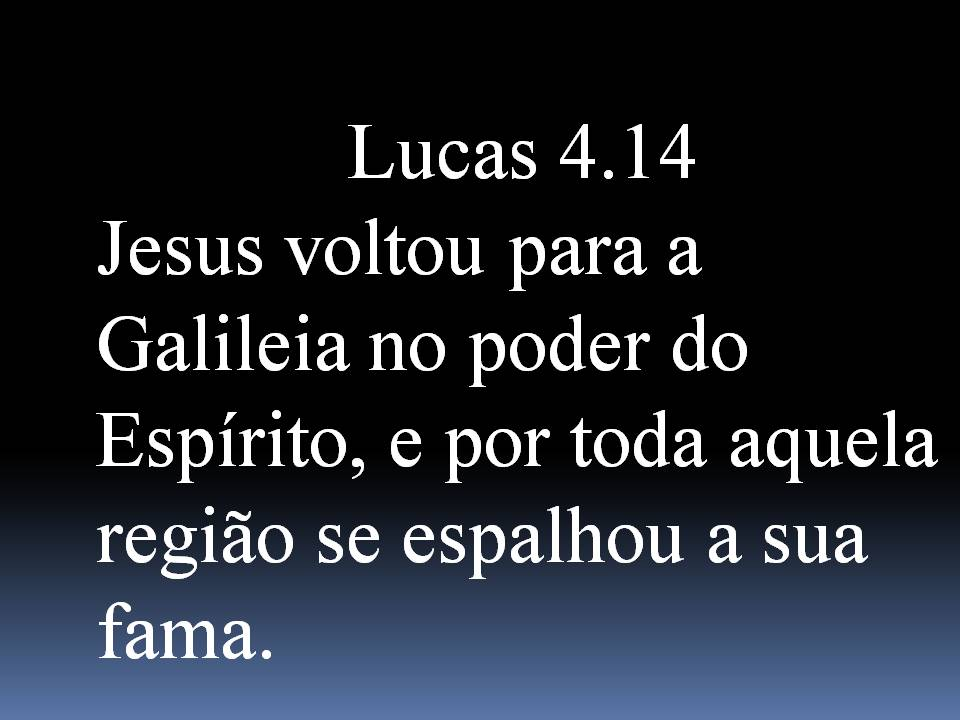 Lucas 4.14
Jesus voltou para a
Galileia no poder do
Espírito, e por toda aquela
região se espalhou a sua
fama.